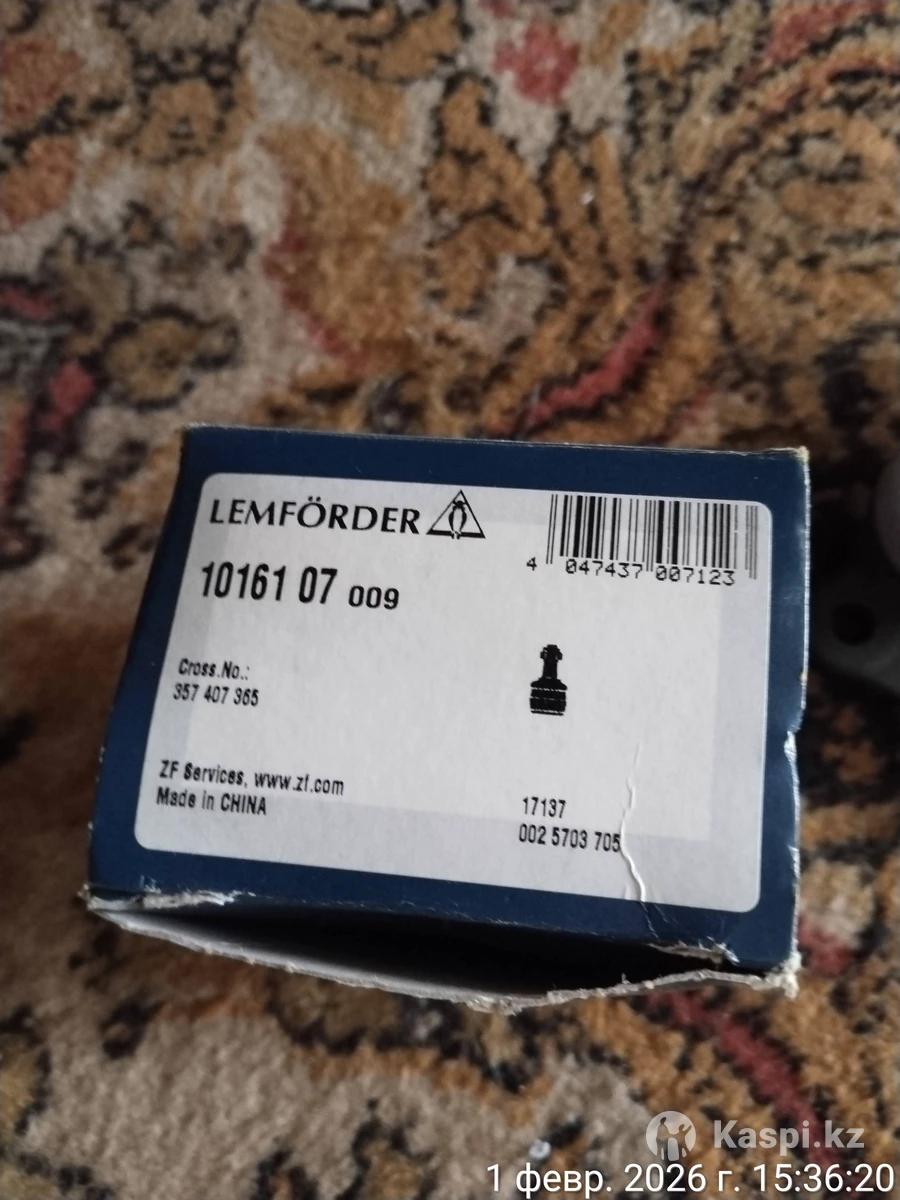 LEMFÖRDER
4 047437 007123
10161 07 009
Cross.No.:
357 407 365
ZF Services, www.zf.com
Made in CHINA
17137
002 5703 705
Kaspi.kz
1 февр. 2026 г. 15:36:20